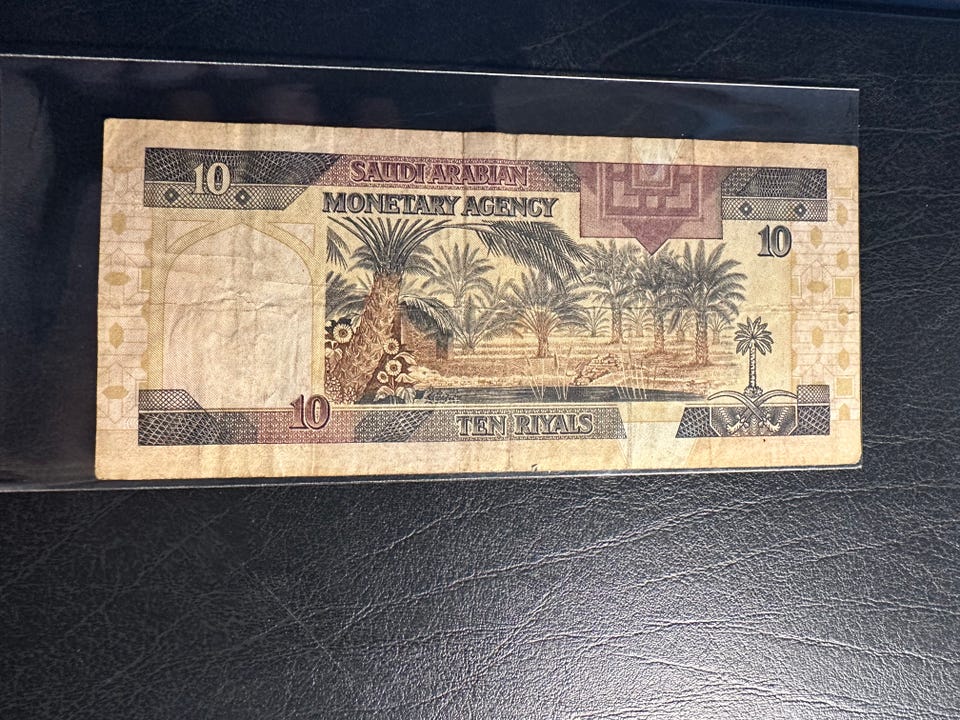 10
SAUDI ARABIAN
MONETARY AGENCY
10
10
TEN RIYALS